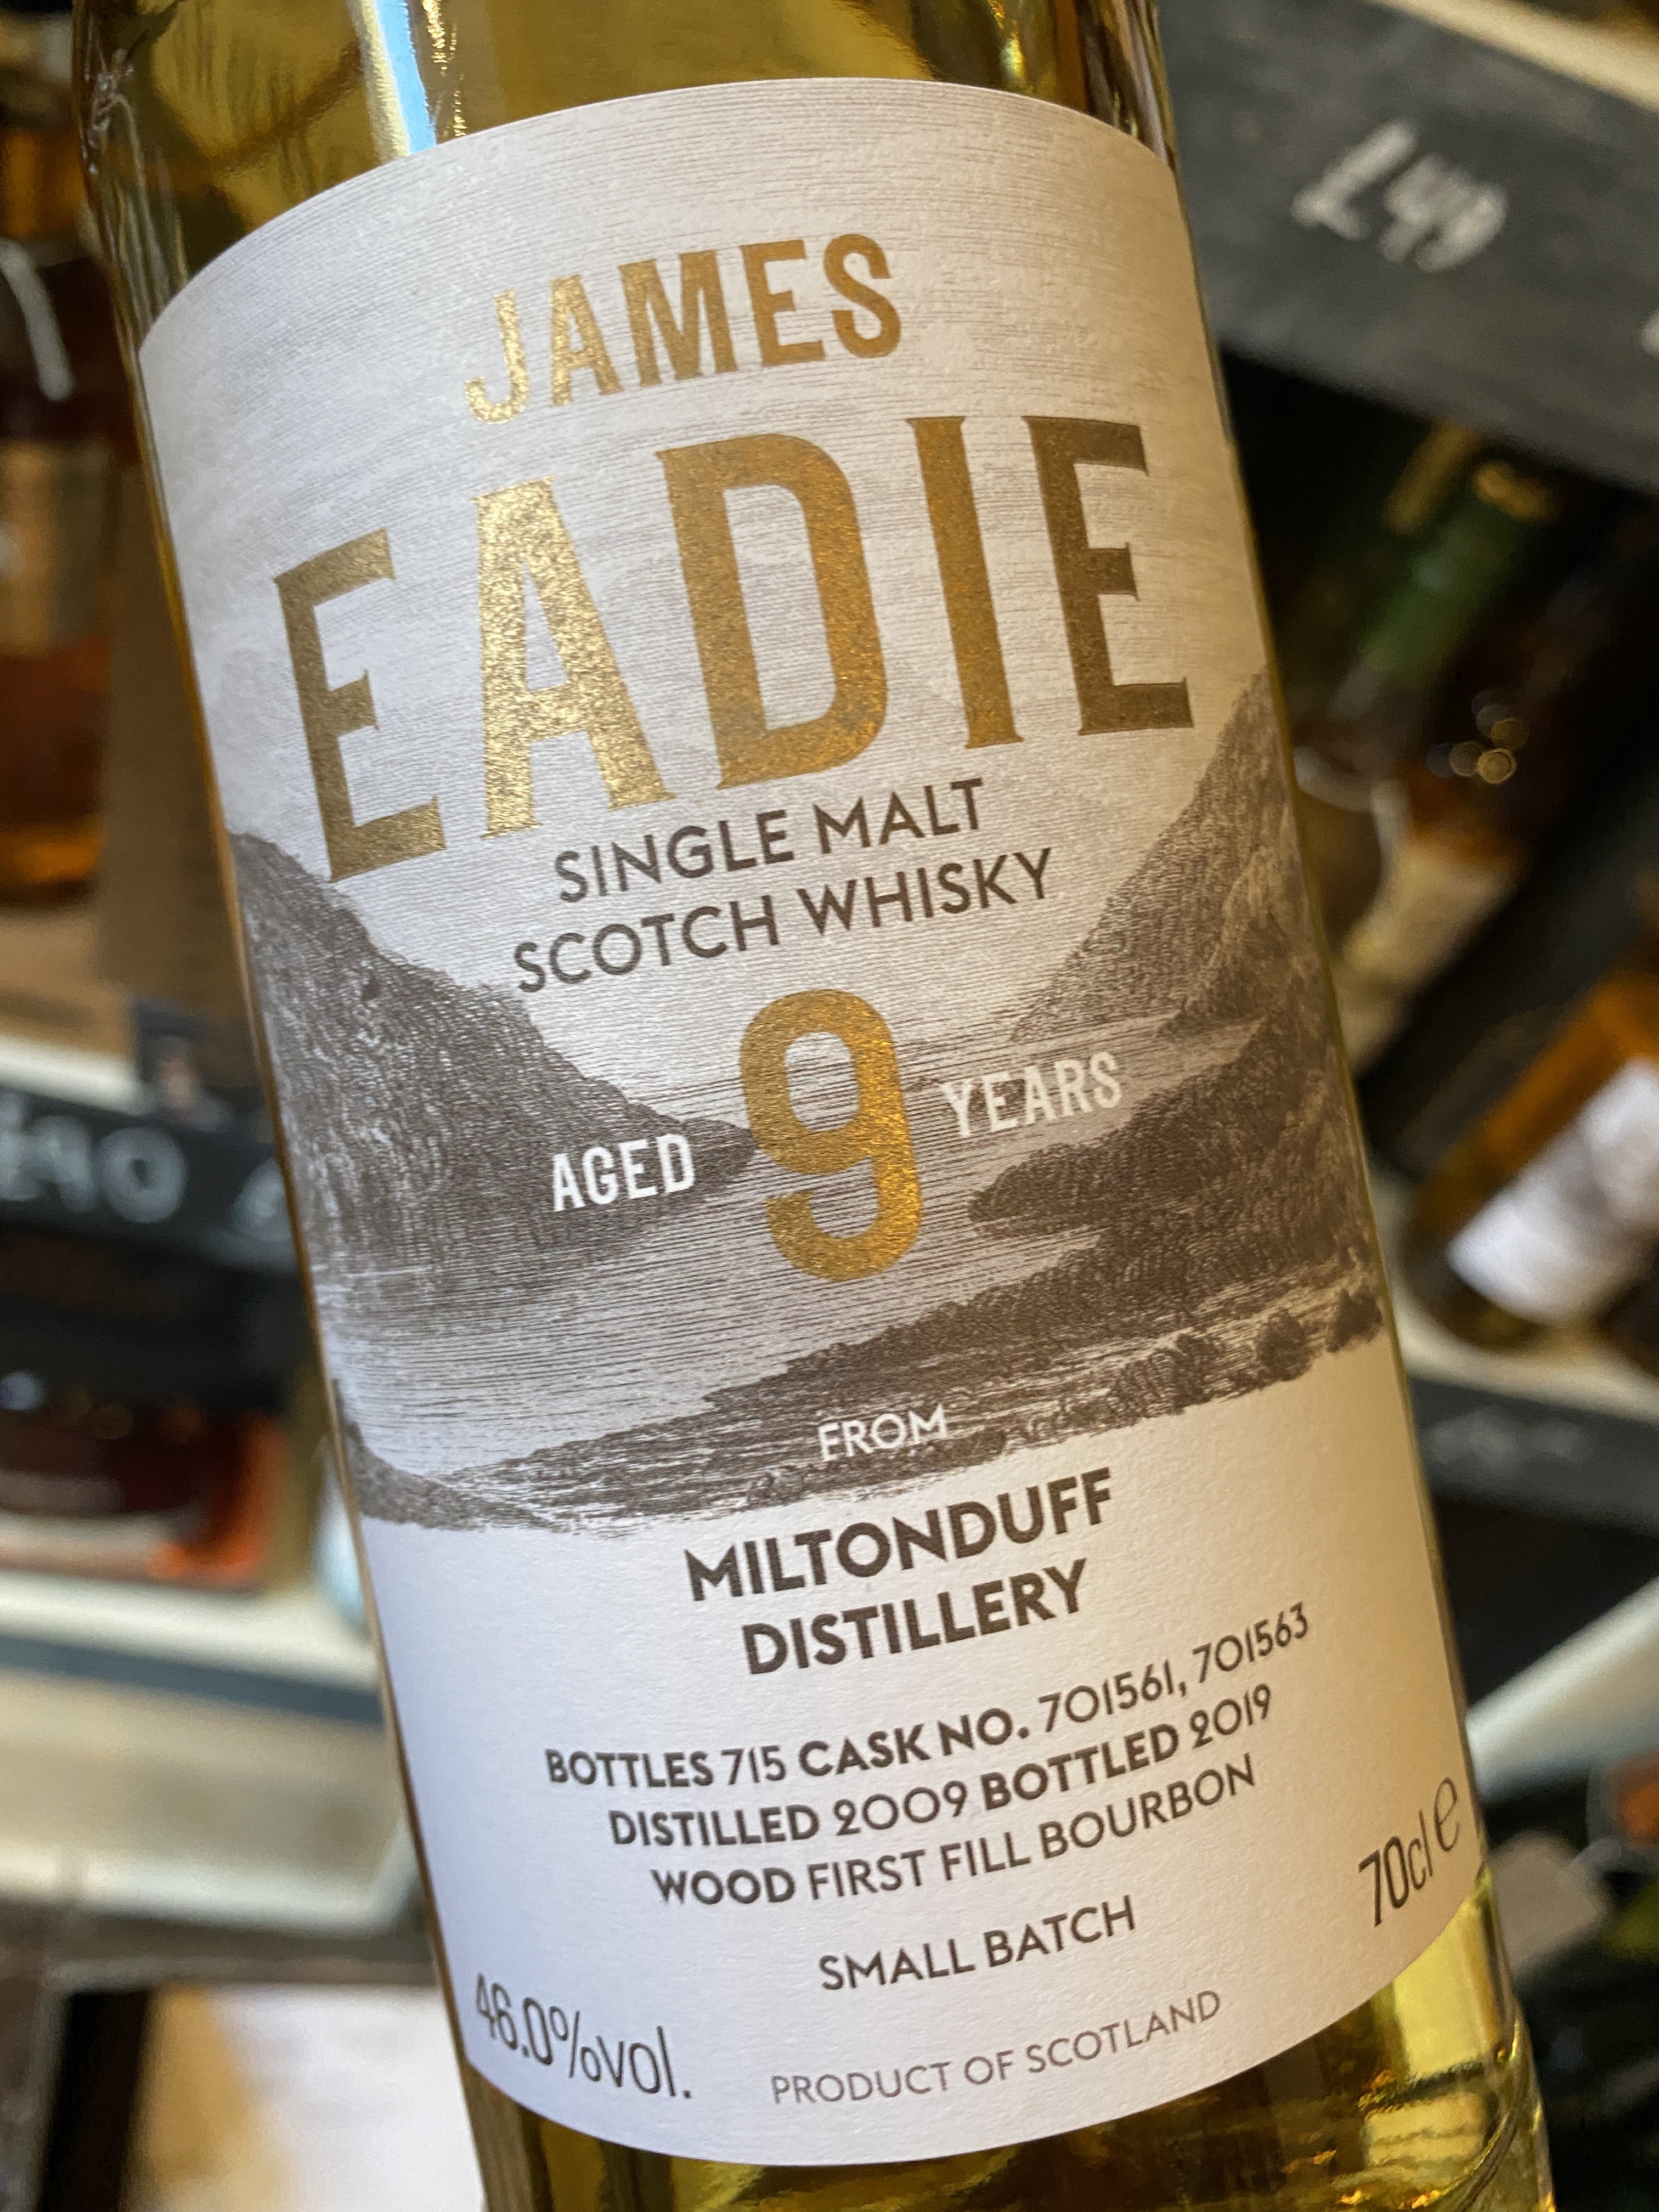 JAMES
EADIE
SINGLE MALT
SCOTCH WHISKY
AGED 9 YEARS
FROM
MILTONDUFF
DISTILLERY
BOTTLES 715 CASK NO. 701561, 701563
DISTILLED 2009 BOTTLED 2019
WOOD FIRST FILL BOURBON
SMALL BATCH
46.0%vol.
70cl e
PRODUCT OF SCOTLAND
£49